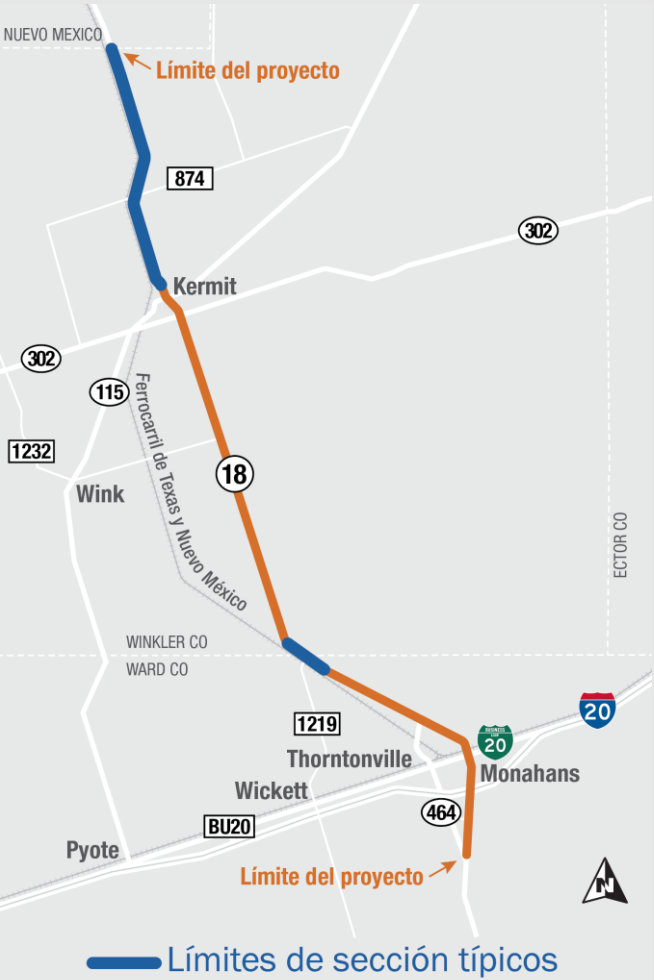 NUEVO MEXICO
Límite del proyecto
874
302
Kermit
302
115
Ferrocarril de Texas y Nuevo México
1232
18
Wink
ECTOR CO
WINKLER CO
WARD CO
20
1219
BUSINESS
LOOP
20
Thorntonville
Monahans
Wickett
464
BU20
Pyote
Límite del proyecto
N
Límites de sección típicos